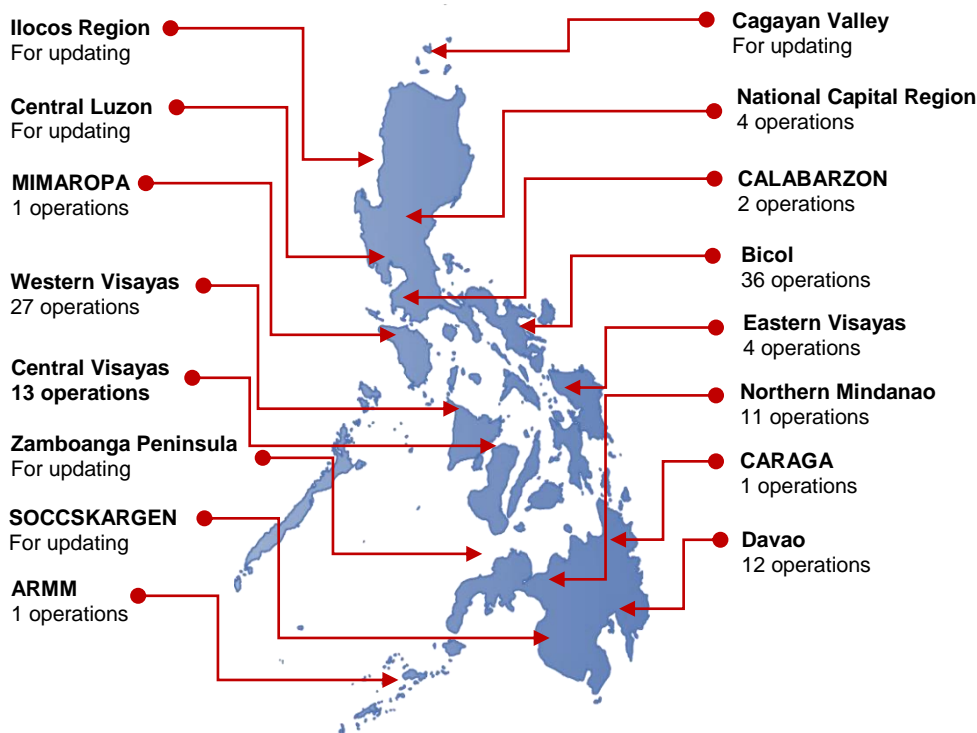 Ilocos Region
For updating
Central Luzon
For updating
MIMAROPA
1 operations
Western Visayas
27 operations
Central Visayas
13 operations
Zamboanga Peninsula
For updating
SOCCSKARGEN
For updating
ARMM
1 operations
Cagayan Valley
For updating
National Capital Region
4 operations
CALABARZON
2 operations
Bicol
36 operations
Eastern Visayas
4 operations
Northern Mindanao
11 operations
CARAGA
1 operations
Davao
12 operations